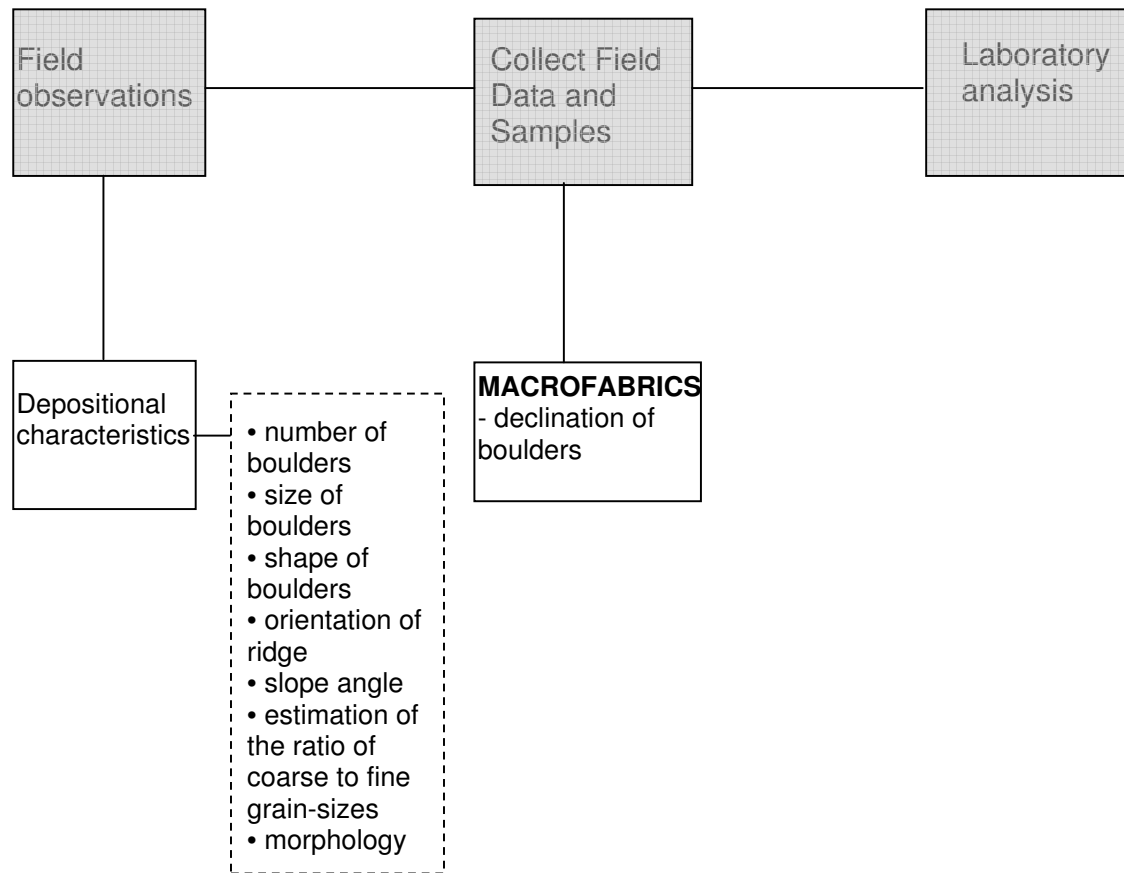 Field
observations
Collect Field
Data and
Samples
Laboratory
analysis
Depositional
characteristics
• number of
boulders
• size of
boulders
• shape of
boulders
• orientation of
ridge
• slope angle
• estimation of
the ratio of
coarse to fine
grain-sizes
• morphology
MACROFABRICS
- declination of
boulders